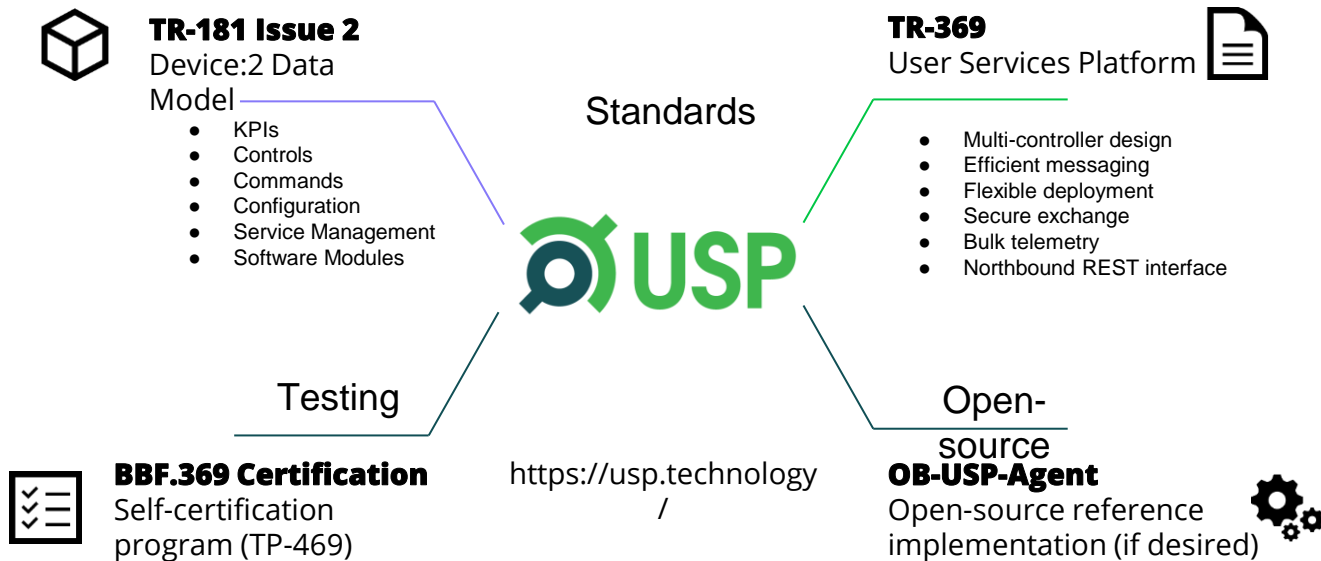 TR-181 Issue 2
Device:2 Data
Model
● KPIs
● Controls
● Commands
● Configuration
● Service Management
● Software Modules
Standards
TR-369
User Services Platform
● Multi-controller design
● Efficient messaging
● Flexible deployment
● Secure exchange
● Bulk telemetry
● Northbound REST interface
USP
Testing
BBF.369 Certification
Self-certification
program (TP-469)
https://usp.technology
/
Open-
source
OB-USP-Agent
Open-source reference
implementation (if desired)